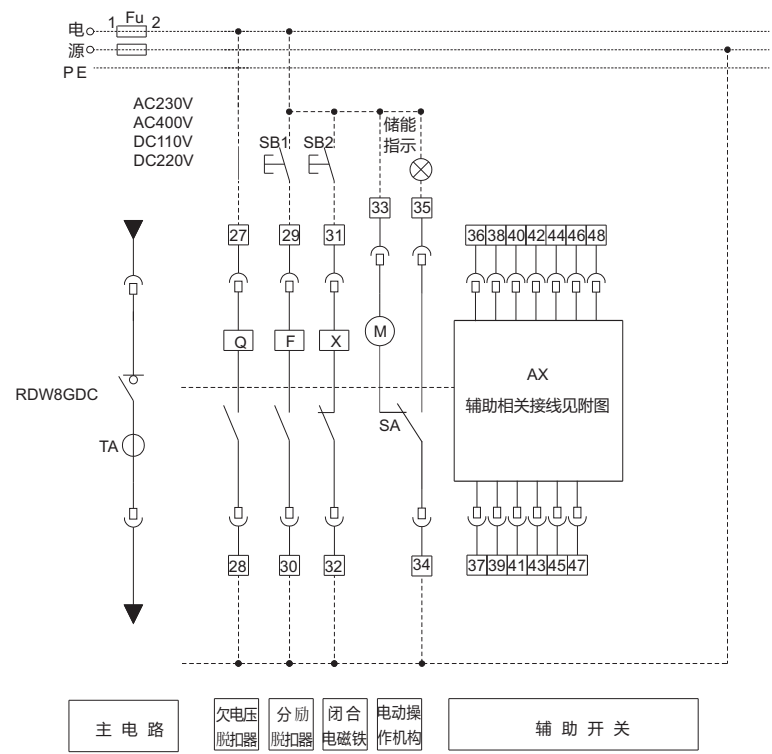 电 1 Fu 2
源
PE
AC230V
AC400V
DC110V
DC220V
储能
指示
SB1 SB2
33 35
27 29 31 36 38 40 42 44 46 48
Q F X M
AX
辅助相关接线见附图
RDW8GDC
SA
TA
28 30 32 34 37 39 41 43 45 47
主电路
欠电压
脱扣器
分励
脱扣器
闭合
电磁铁
电动操
作机构
辅助开关